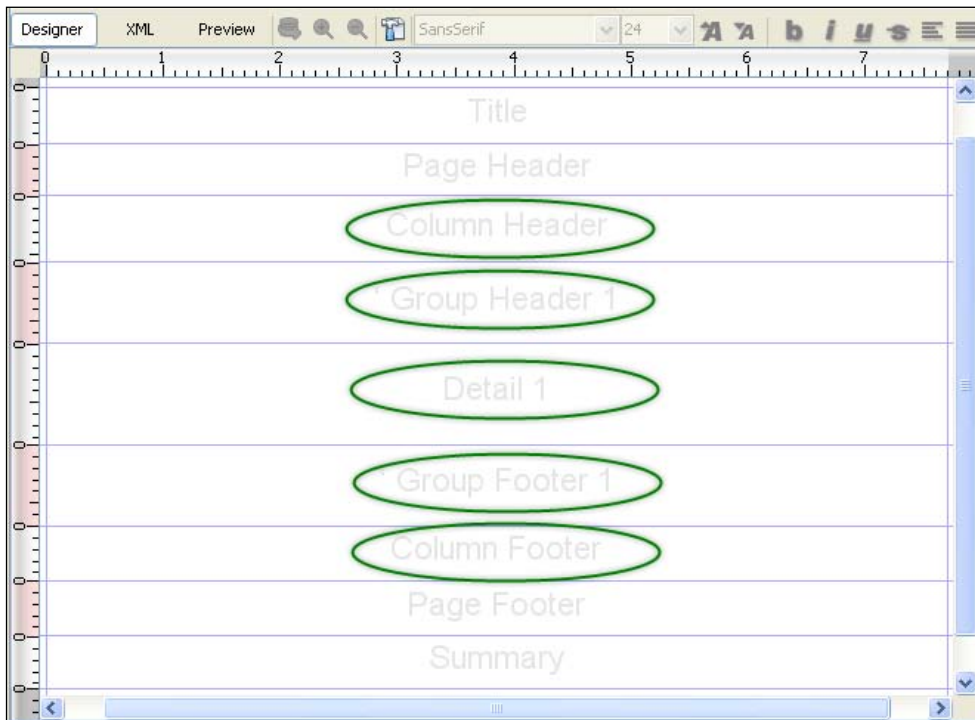 Designer XML Preview SansSerif 24 A A b i u s
0 1 2 3 4 5 6 7
Title
Page Header
Column Header
Group Header 1
Detail 1
Group Footer 1
Column Footer
Page Footer
Summary